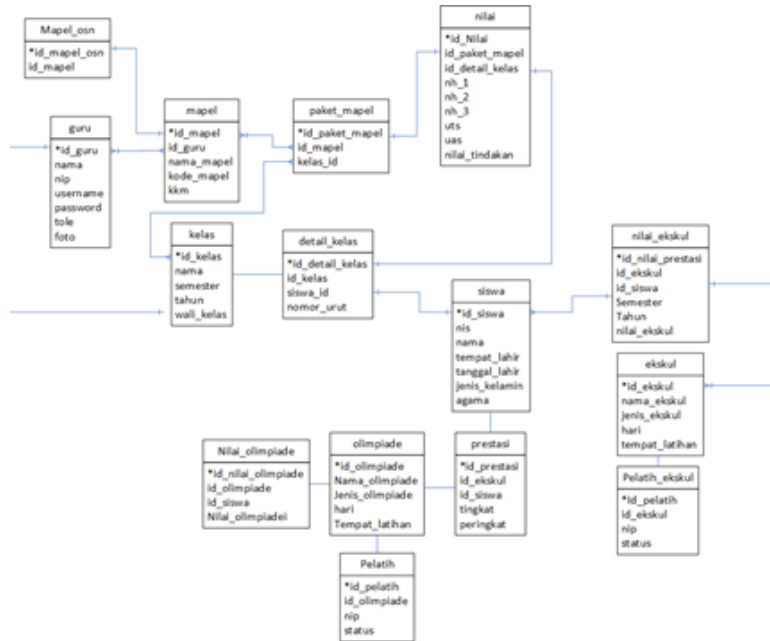 Mapel_osn
*id_mapel_osn
id_mapel
nilai
*id_Nilai
id_paket_mapel
id_detail_kelas
nh_1
nh_2
nh_3
uts
uas
nilai_tindakan
mapel
*id_mapel
id_guru
nama_mapel
kode_mapel
kkm
paket_mapel
*id_paket_mapel
id_mapel
kelas_id
guru
*id_guru
nama
nip
username
password
tole
foto
kelas
*id_kelas
nama
semester
tahun
wali_kelas
detail_kelas
*id_detail_kelas
id_kelas
siswa_id
nomor_urut
nilai_ekskul
*id_nilai_prestasi
id_ekskul
id_siswa
Semester
Tahun
nilai_ekskul
siswa
*id_siswa
nis
nama
tempat_lahir
tanggal_lahir
jenis_kelamin
agama
ekskul
*id_ekskul
nama_ekskul
jenis_ekskul
hari
tempat_latihan
Nilai_olimpiade
*id_nilai_olimpiade
id_olimpiade
id_siswa
Nilai_olimpiadei
olimpiade
*id_olimpiade
Nama_olimpiade
Jenis_olimpiade
hari
Tempat_latihan
prestasi
*id_prestasi
id_ekskul
id_siswa
tingkat
peringkat
Pelatih_ekskul
*id_pelatih
id_ekskul
nip
status
Pelatih
*id_pelatih
id_olimpiade
nip
status